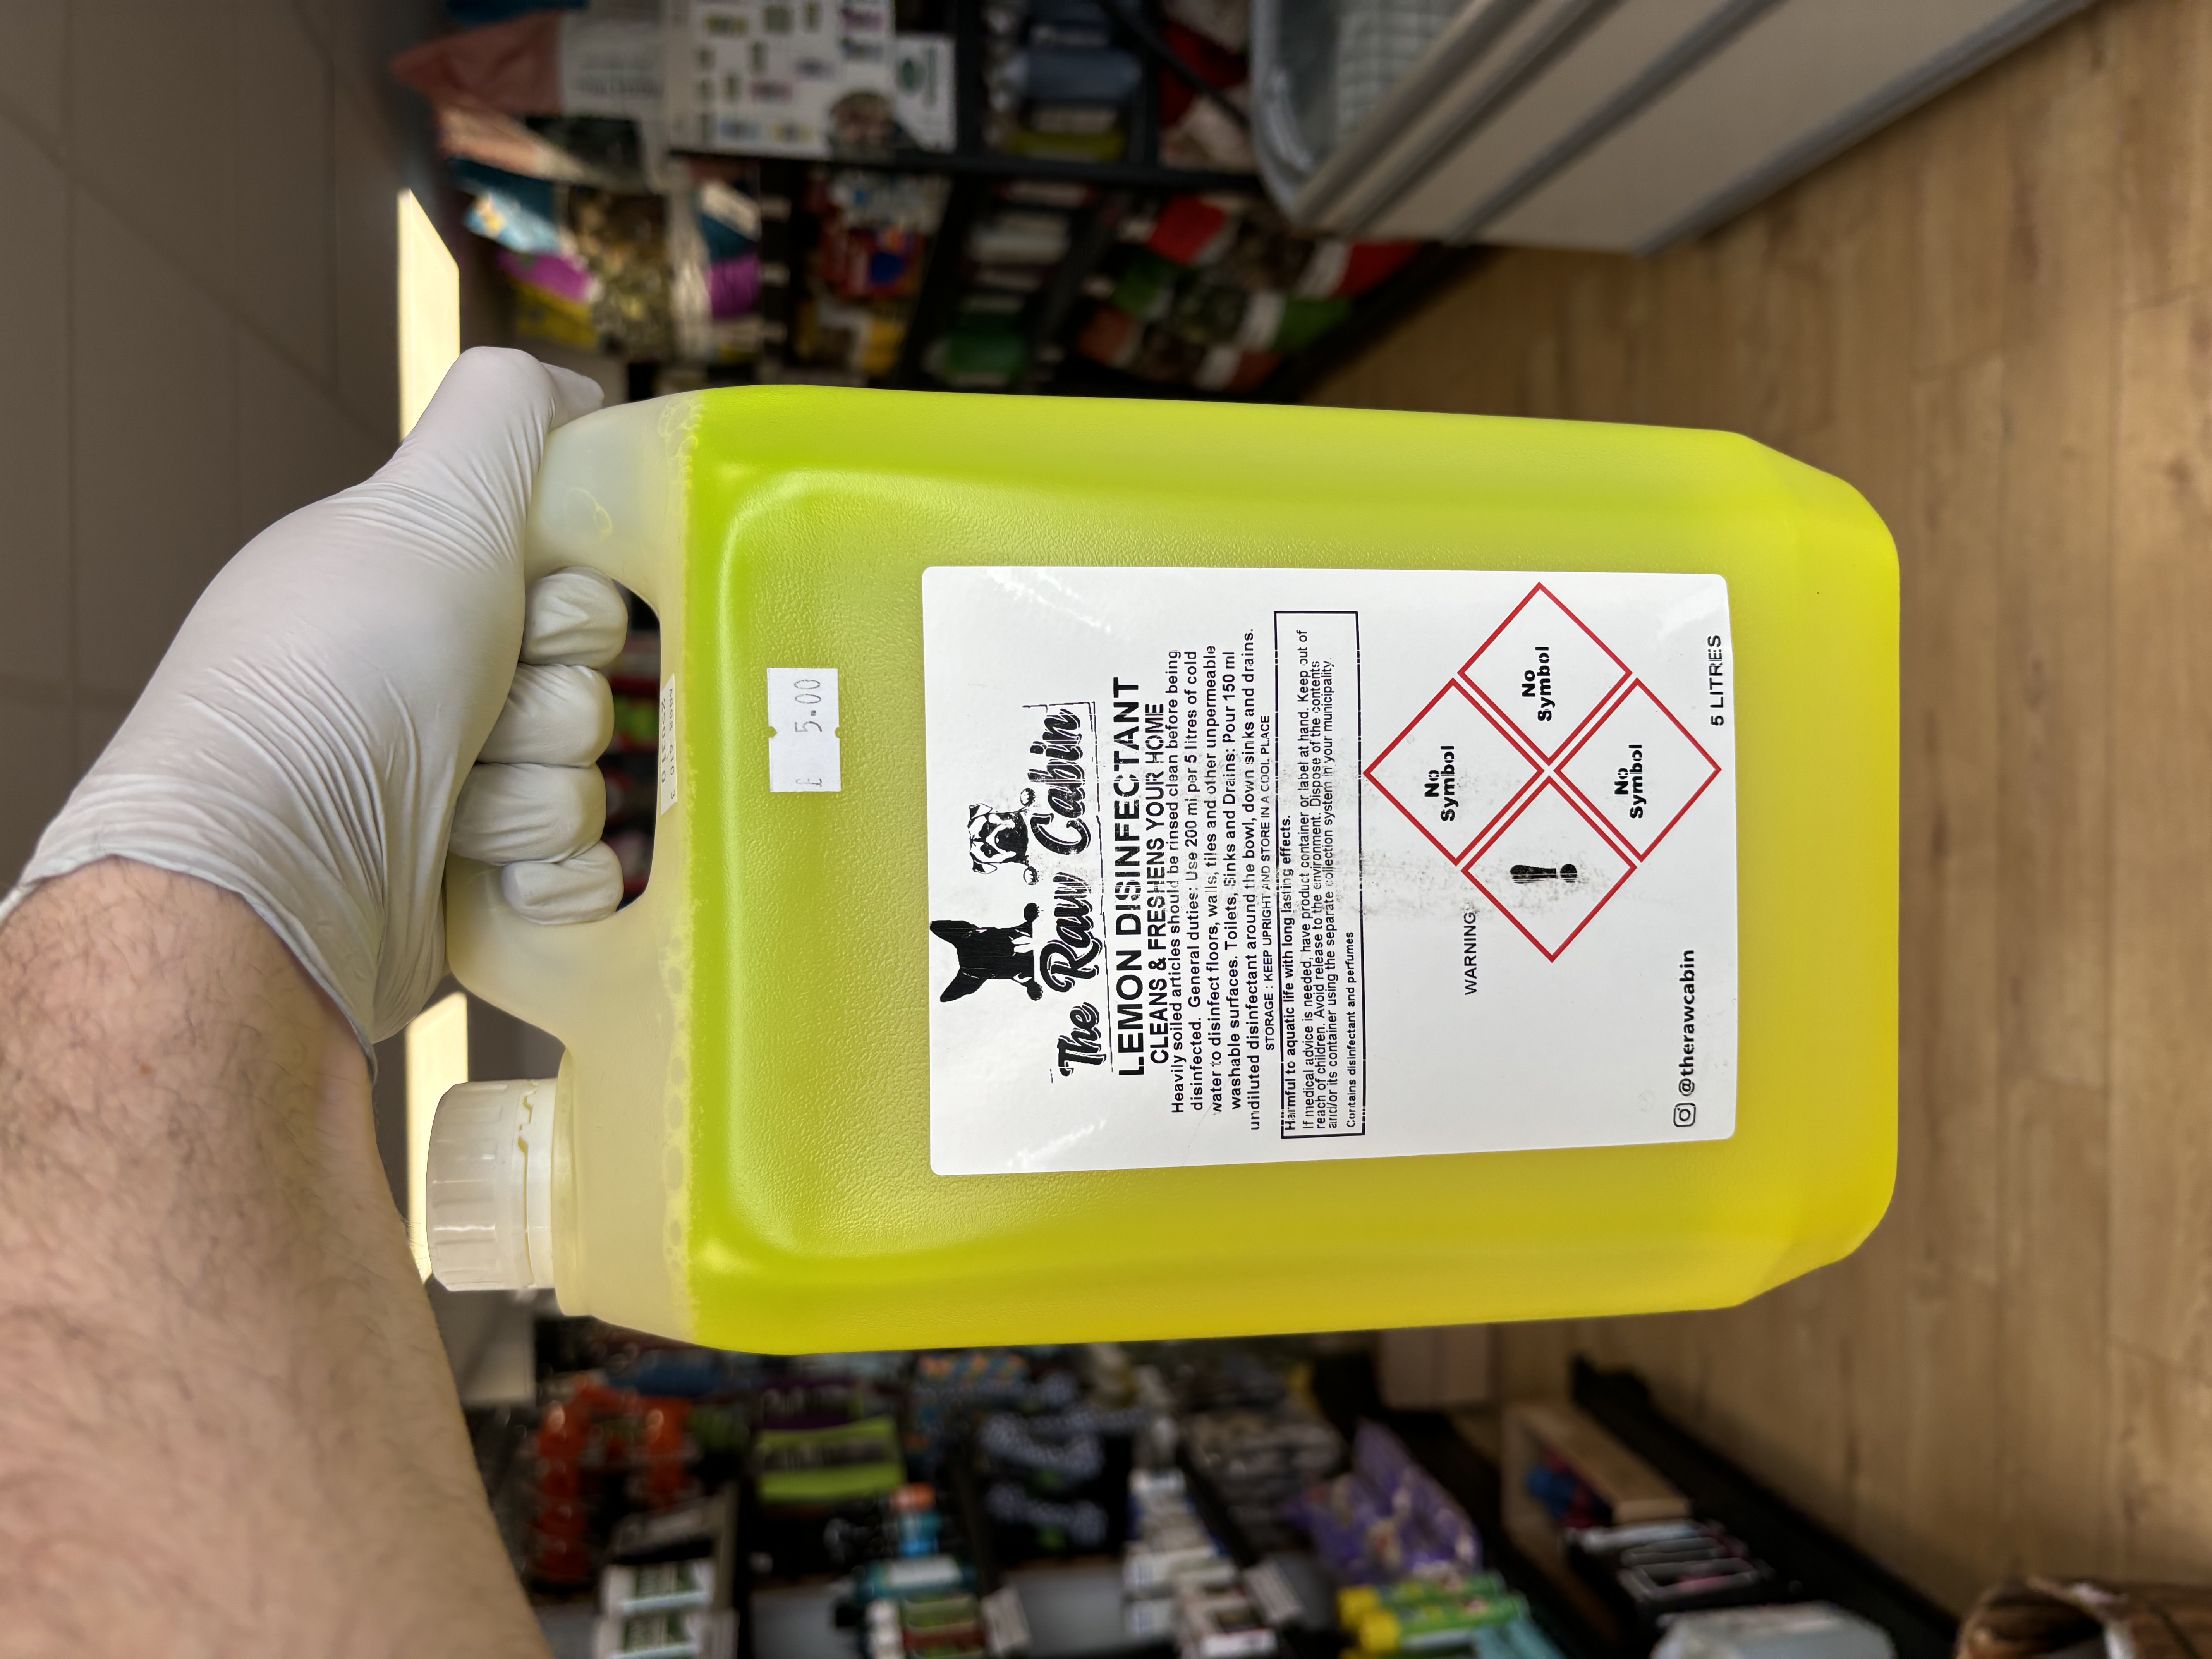 £ 5.00
The Raw Cabin
LEMON DISINFECTANT
CLEANS & FRESHENS YOUR HOME
Heavily soiled articles should be rinsed clean before being
disinfected. General duties: Use 200 ml per 5 litres of cold
water to disinfect floors, walls, tiles and other unpermeable
washable surfaces. Toilets, Sinks and Drains: Pour 150 ml
undiluted disinfectant around the bowl, down sinks and drains.
STORAGE : KEEP UPRIGHT AND STORE IN A COOL PLACE
Harmful to aquatic life with long lasting effects.
If medical advice is needed, have product container or label at hand. Keep out of
reach of children. Avoid release to the environment. Dispose of the contents
and/or its container using the separate collection system in your municipality.
Contains disinfectant and perfumes
WARNING
No
Symbol
No
Symbol
!
No
Symbol
@therawcabin
5 LITRES